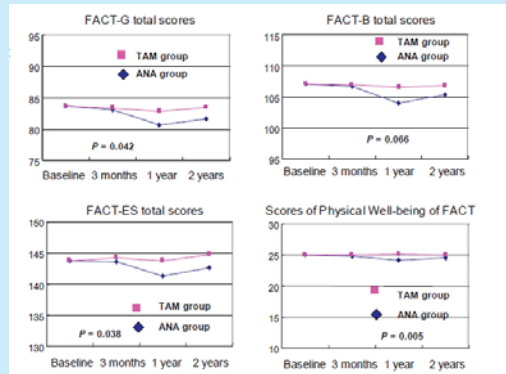 FACT-G total scores
95
90
85
80
75
TAM group
ANA group
P = 0.042
Baseline 3 months 1 year 2 years
FACT-B total scores
115
110
105
100
95
TAM group
ANA group
P = 0.066
Baseline 3 months 1 year 2 years
FACT-ES total scores
150
145
140
135
130
TAM group
ANA group
P = 0.038
Baseline 3 months 1 year 2 years
Scores of Physical Well-being of FACT
30
25
20
15
10
TAM group
ANA group
P = 0.005
Baseline 3 months 1 year 2 years